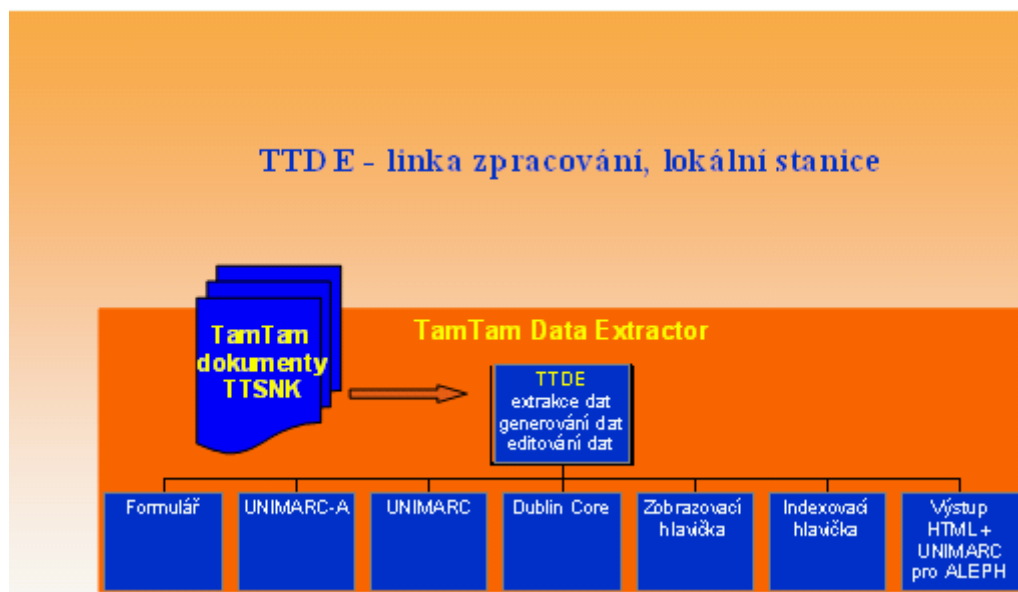 TTDE - linka zpracování, lokální stanice
TamTam
dokumenty
TTSNK
TamTam Data Extractor
TTDE
extrakce dat
generování dat
editování dat
Formulář
UNIMARC-A
UNIMARC
Dublin Core
Zobrazovací
hlavička
Indexovací
hlavička
Výstup
HTML +
UNIMARC
pro ALEPH